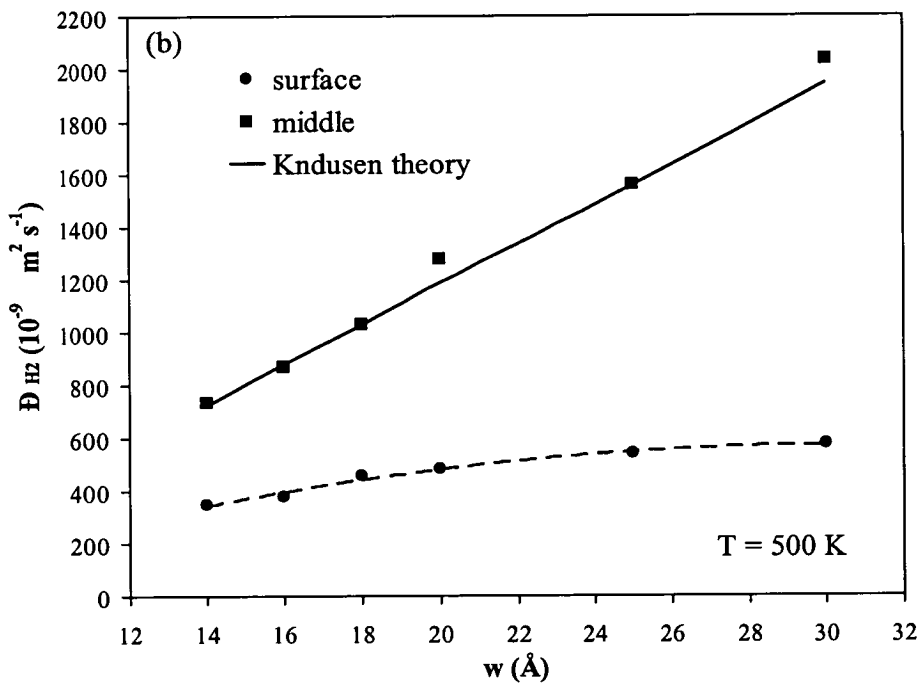 (b)
surface
middle
Kndusen theory
T = 500 K
Đ H2 (10⁻⁹ m² s⁻¹)
2200
2000
1800
1600
1400
1200
1000
800
600
400
200
0
12 14 16 18 20 22 24 26 28 30 32
w (Å)